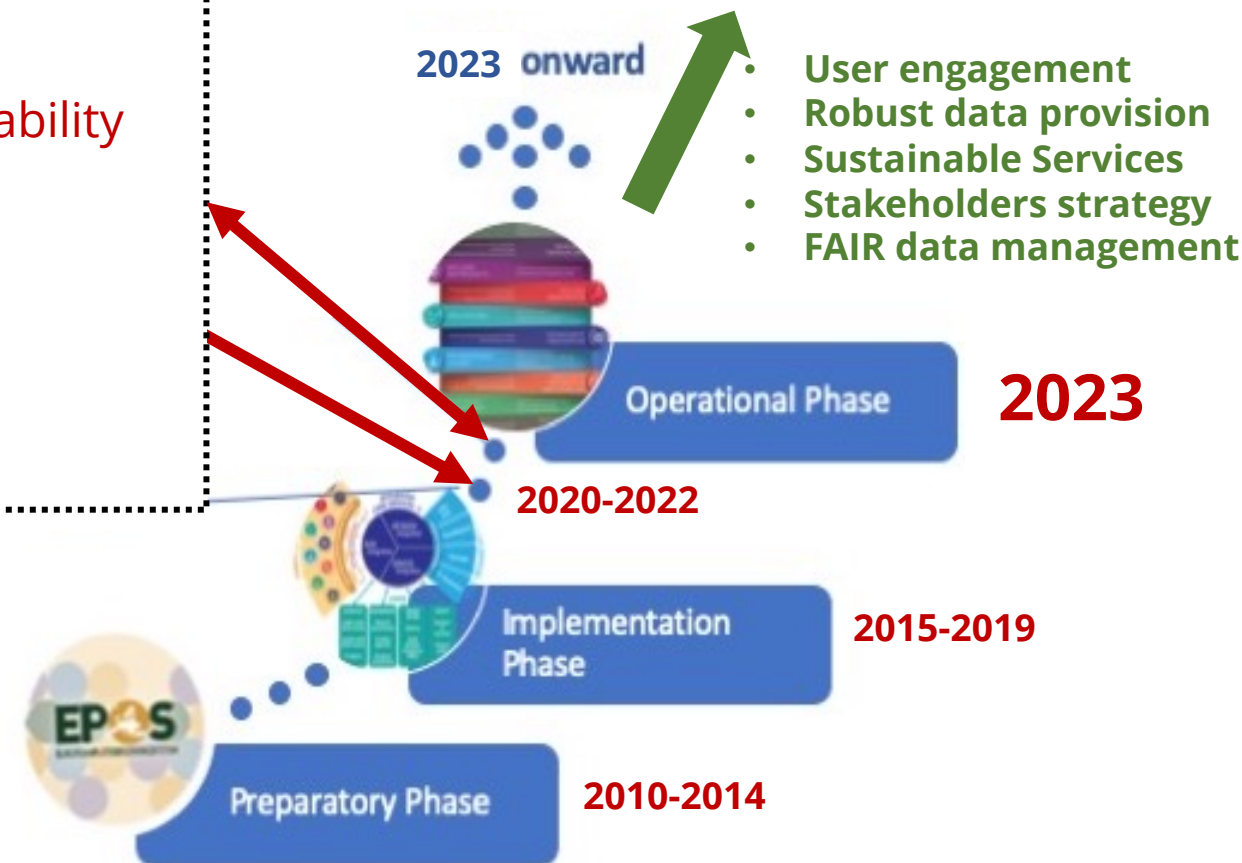 2023 onward
ability
• User engagement
• Robust data provision
• Sustainable Services
• Stakeholders strategy
• FAIR data management
Operational Phase
2023
2020-2022
Implementation
Phase
2015-2019
EPOS
Preparatory Phase
2010-2014